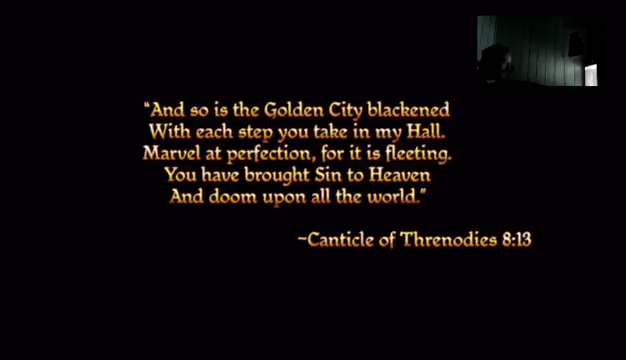 "And so is the Golden City blackened
With each step you take in my Hall.
Marvel at perfection, for it is fleeting.
You have brought Sin to Heaven
And doom upon all the world."
~Canticle of Threnodies 8:13